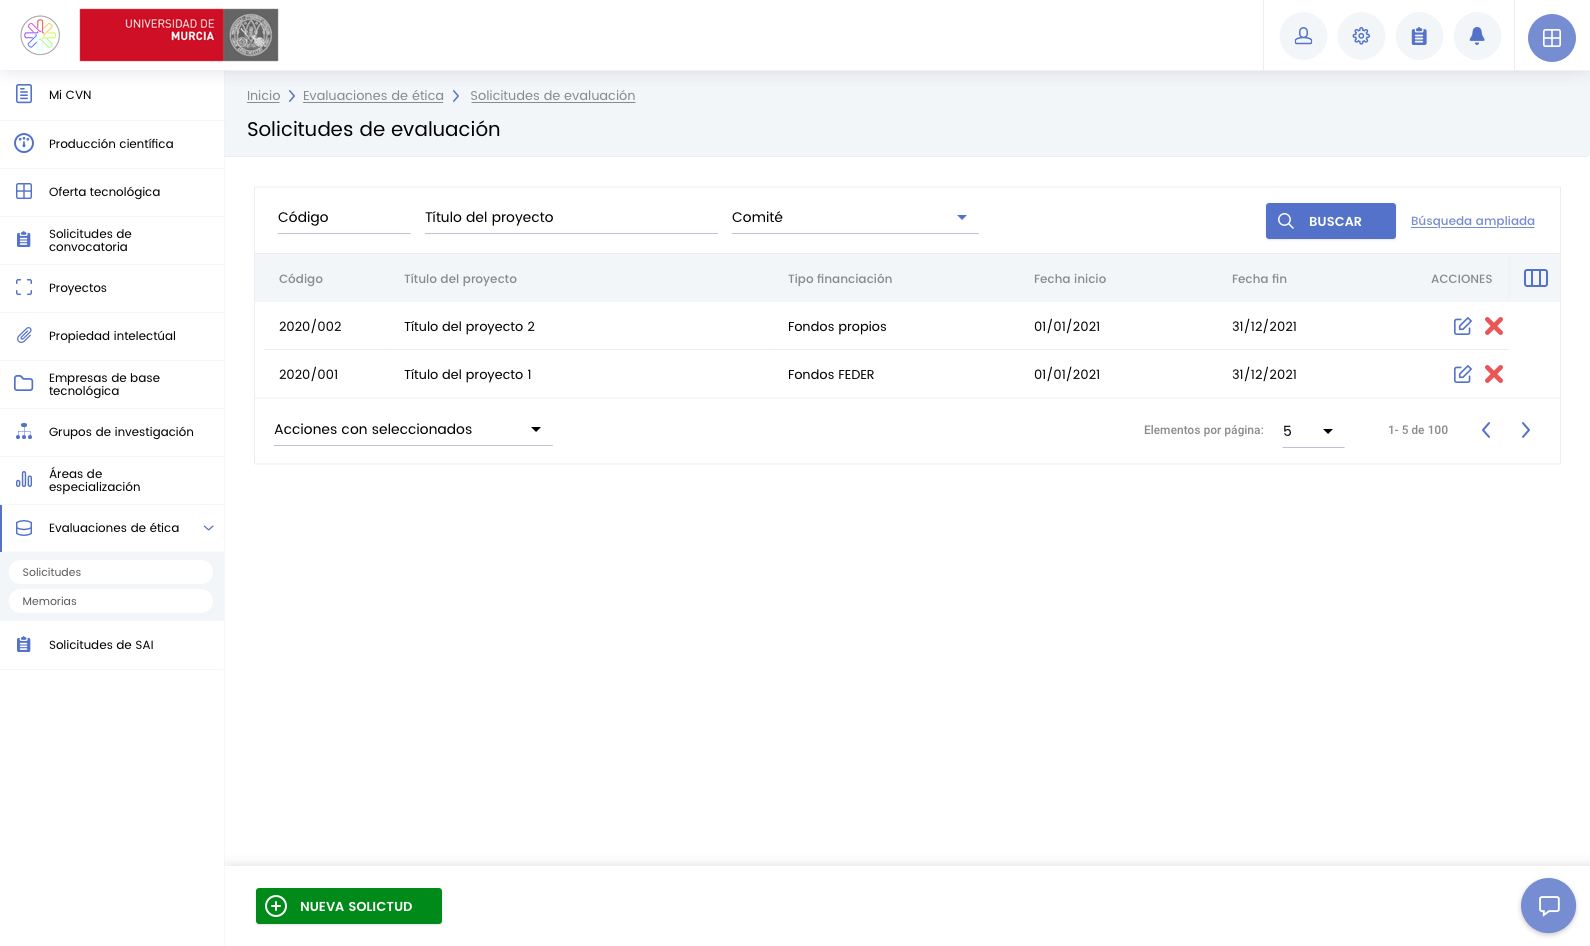 UNIVERSIDAD DE
MURCIA
Mi CVN
Producción científica
Oferta tecnológica
Solicitudes de
convocatoria
Proyectos
Propiedad intelectúal
Empresas de base
tecnológica
Grupos de investigación
Áreas de
especialización
Evaluaciones de ética
Solicitudes
Memorias
Solicitudes de SAI
Inicio Evaluaciones de ética Solicitudes de evaluación
Solicitudes de evaluación
Código Título del proyecto Comité BUSCAR Búsqueda ampliada
Código Título del proyecto Tipo financiación Fecha inicio Fecha fin ACCIONES
2020/002 Título del proyecto 2 Fondos propios 01/01/2021 31/12/2021
2020/001 Título del proyecto 1 Fondos FEDER 01/01/2021 31/12/2021
Acciones con seleccionados Elementos por página: 5 1- 5 de 100
NUEVA SOLICTUD